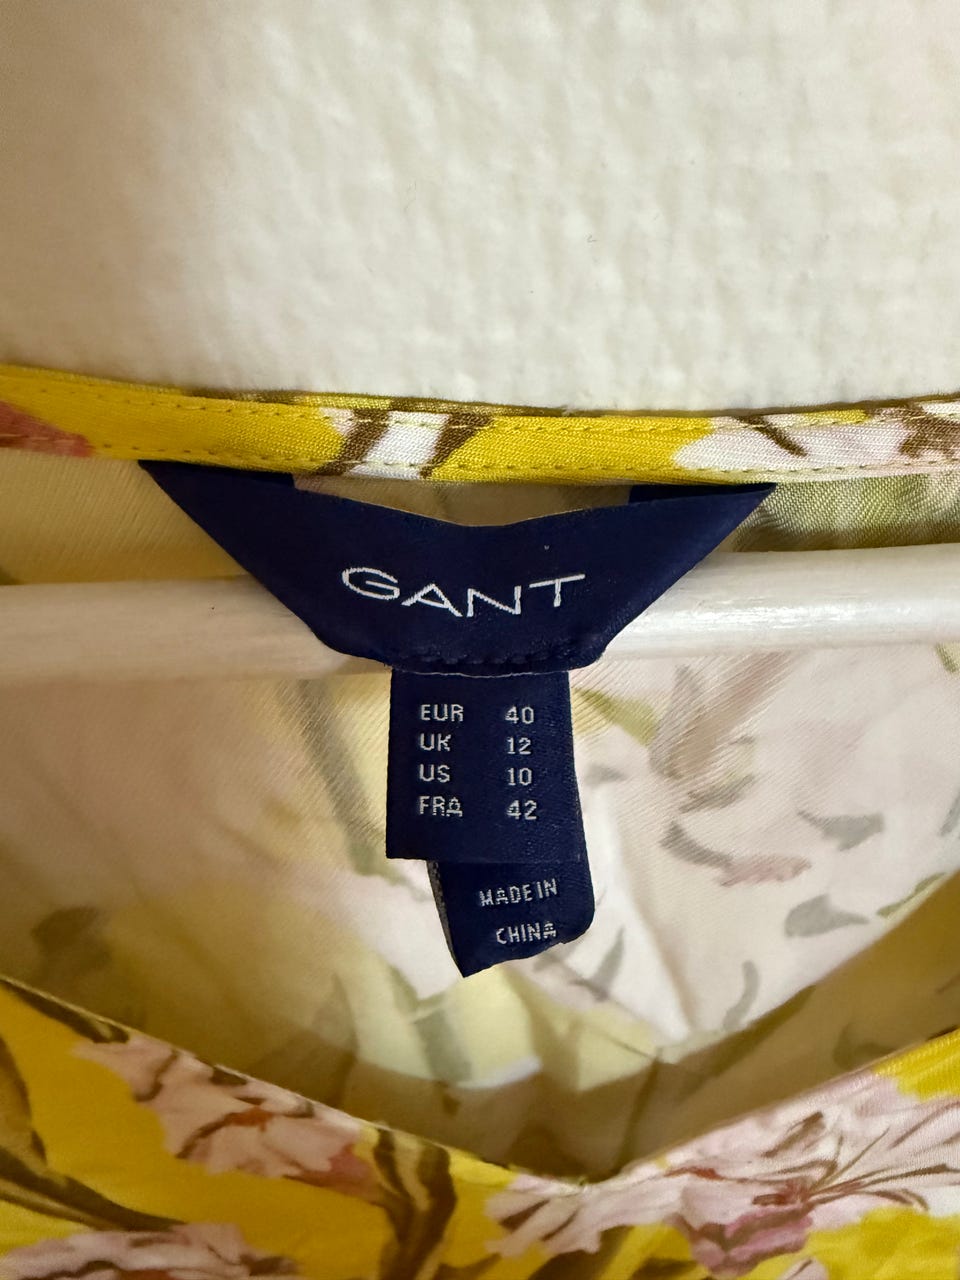 GANT
EUR 40
UK 12
US 10
FRA 42
MADE IN
CHINA